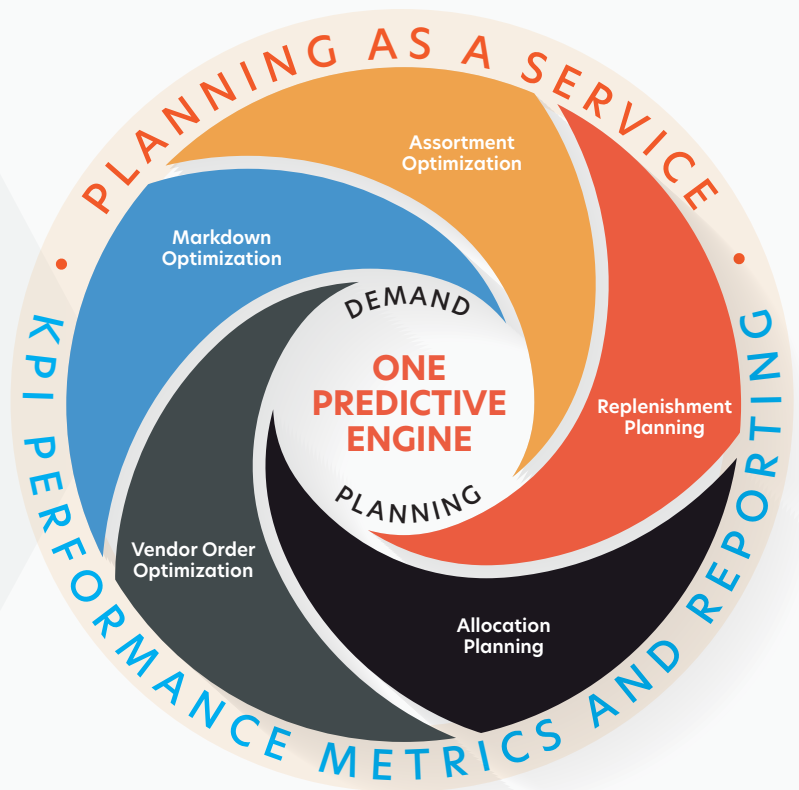 PLANNING AS A SERVICE
Assortment
Optimization
Markdown
Optimization
DEMAND
ONE
PREDICTIVE
ENGINE
PLANNING
Replenishment
Planning
Vendor Order
Optimization
Allocation
Planning
KPI PERFORMANCE METRICS AND REPORTING